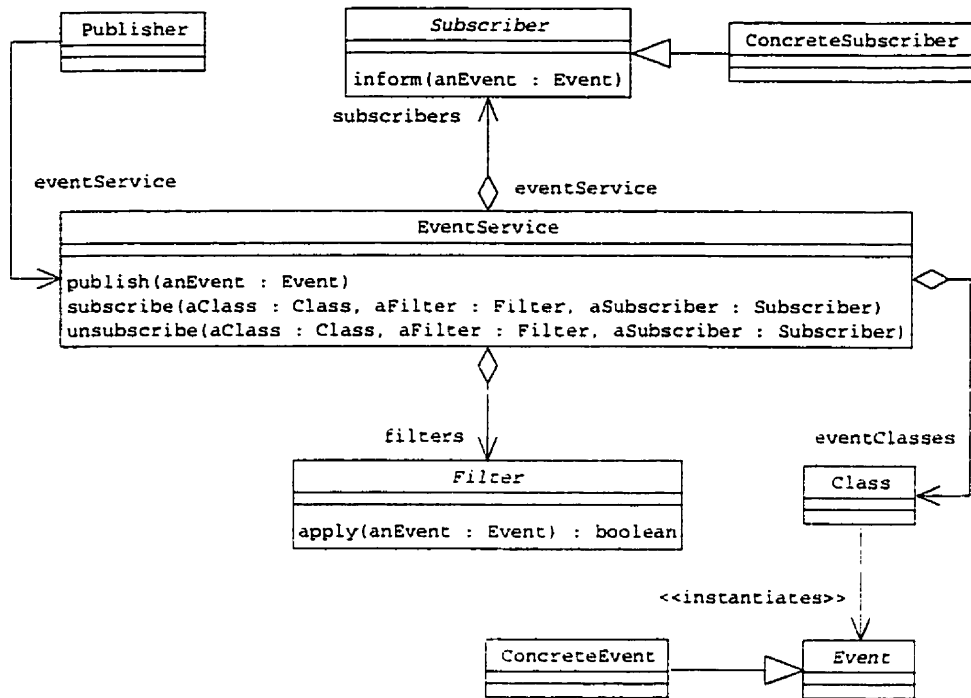 Publisher
Subscriber
inform(anEvent : Event)
ConcreteSubscriber
subscribers
eventService
eventService
EventService
publish(anEvent : Event)
subscribe(aClass : Class, aFilter : Filter, aSubscriber : Subscriber)
unsubscribe(aClass : Class, aFilter : Filter, aSubscriber : Subscriber)
filters
eventClasses
Filter
apply(anEvent : Event) : boolean
Class
<<instantiates>>
ConcreteEvent
Event